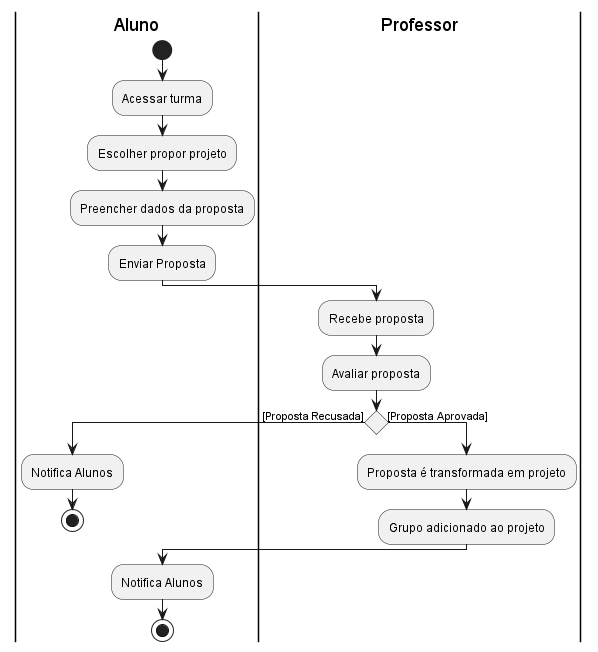 Aluno
Professor
Acessar turma
Escolher propor projeto
Preencher dados da proposta
Enviar Proposta
Recebe proposta
Avaliar proposta
[Proposta Recusada]
[Proposta Aprovada]
Notifica Alunos
Proposta é transformada em projeto
Grupo adicionado ao projeto
Notifica Alunos